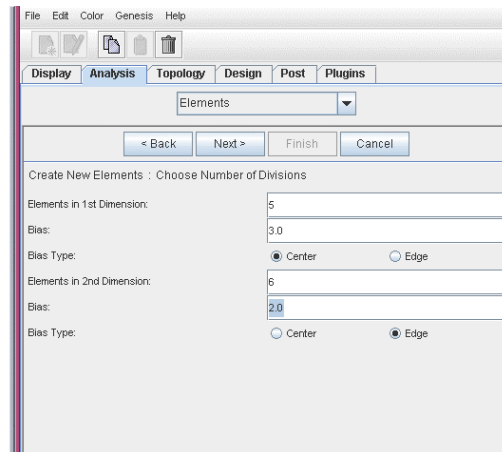 File Edit Color Genesis Help
Display Analysis Topology Design Post Plugins
Elements
< Back Next > Finish Cancel
Create New Elements : Choose Number of Divisions
Elements in 1st Dimension: 5
Bias: 3.0
Bias Type: Center Edge
Elements in 2nd Dimension: 6
Bias: 2.0
Bias Type: Center Edge